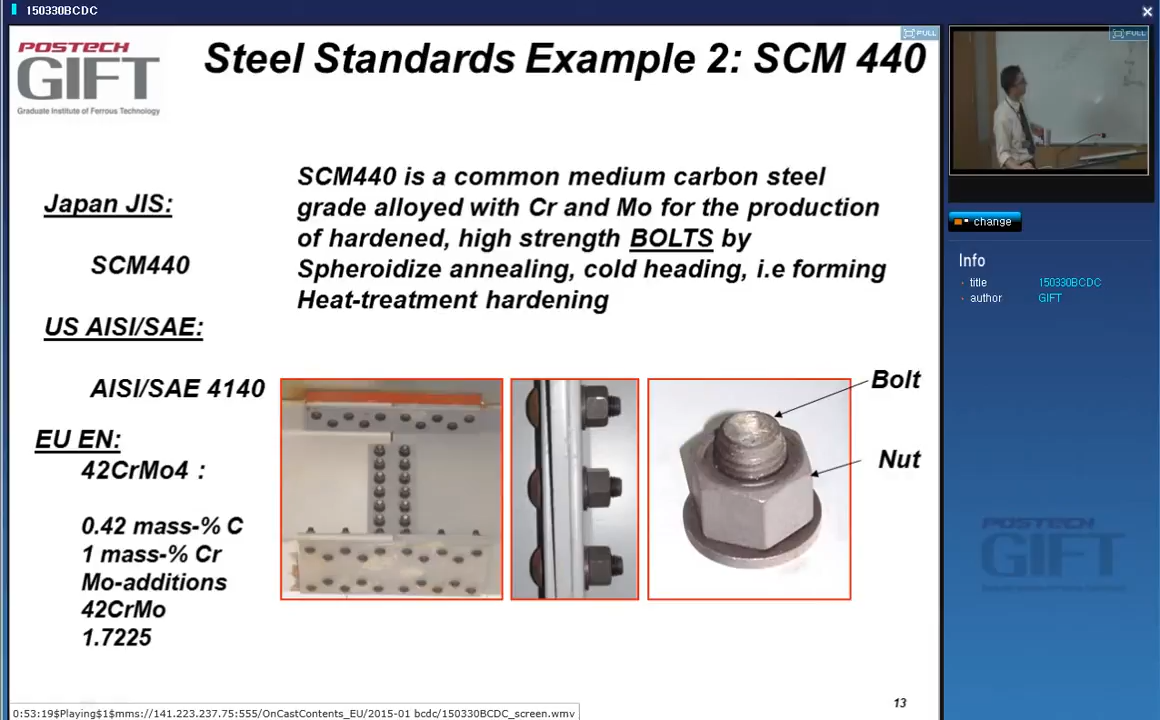 150330BCDC
POSTECH
GIFT
Graduate Institute of Ferrous Technology
Steel Standards Example 2: SCM 440
FULL
FULL
Japan JIS:
SCM440
US AISI/SAE:
AISI/SAE 4140
EU EN:
42CrMo4 :
0.42 mass-% C
1 mass-% Cr
Mo-additions
42CrMo
1.7225
SCM440 is a common medium carbon steel
grade alloyed with Cr and Mo for the production
of hardened, high strength BOLTS by
Spheroidize annealing, cold heading, i.e forming
Heat-treatment hardening
Bolt
Nut
13
change
Info
title 150330BCDC
author GIFT
POSTECH
GIFT
0:53:19$Playing$1$mms://141.223.237.75:555/OnCastContents_EU/2015-01 bcdc/150330BCDC_screen.wmv